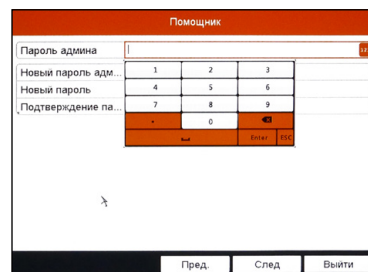 Помощник
Пароль админа
123
Новый пароль адм...
1 2 3
Новый пароль
4 5 6
Подтверждение па...
7 8 9
. 0
Enter ESC
Пред. След Выйти